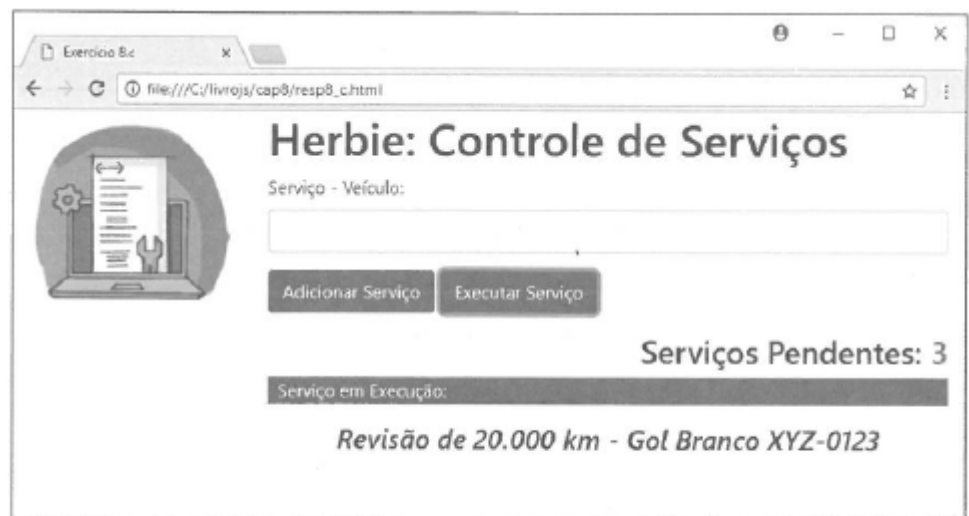 Exercício 8.c
file:///C:/livrojs/cap8/resp8_c.html
Herbie: Controle de Serviços
Serviço - Veículo:
Adicionar Serviço Executar Serviço
Serviços Pendentes: 3
Serviço em Execução:
Revisão de 20.000 km - Gol Branco XYZ-0123